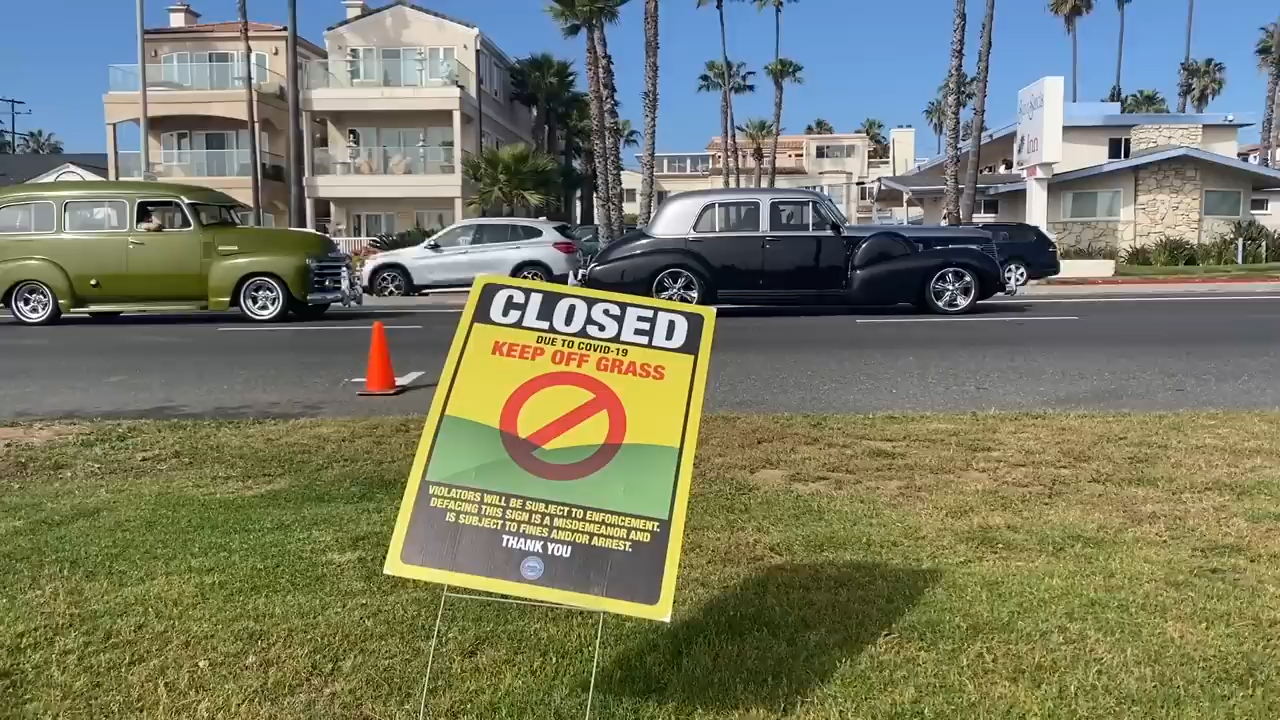 CLOSED
DUE TO COVID-19
KEEP OFF GRASS
VIOLATORS WILL BE SUBJECT TO ENFORCEMENT.
DEFACING THIS SIGN IS A MISDEMEANOR AND
IS SUBJECT TO FINES AND/OR ARREST.
THANK YOU
Inn